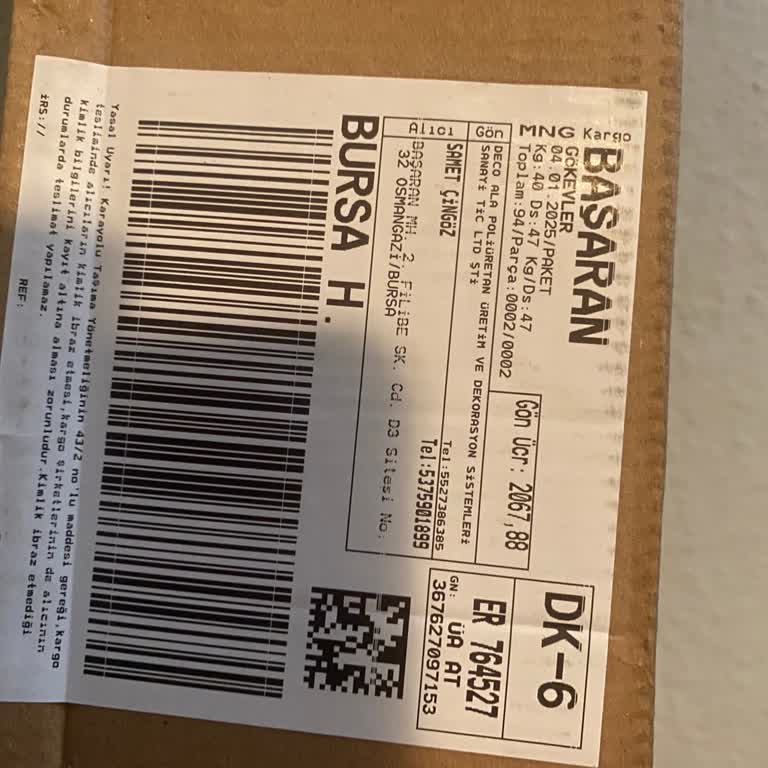 BAŞARAN
MNG Kargo
GÖKEVLER
04.01.2025/PAKET
Kg:40 Ds:47 Kg/Ds:47
Toplam:94/Parça:0002/0002
Gön Ücr: 2067,88
DK-6
ER 764527
ÜA AT
GN:
367627097153
Gön
DECO ALA POLİÜRETAN ÜRETİM VE DEKORASYON SİSTEMLERİ
SANAYİ TİC LTD ŞTİ
Tel:5527386385
Alıcı
SAMET ÇİNGÖZ
Tel:5375901899
BAŞARAN MH. 2. FİLİBE SK. Cd. D3 Sitesi No:
32 OSMANGAZİ/BURSA
BURSA H.
Yasal Uyarı! Karayolu Taşıma Yönetmeliğinin 43/2 no'lu maddesi gereği,kargo
tesliminde alıcıların kimlik ibraz etmesi,kargo şirketlerinin de alıcının
kimlik bilgilerini kayıt altına alması zorunludur.Kimlik ibraz etmediği
durumlarda teslimat yapılamaz.
REF:
İRS://